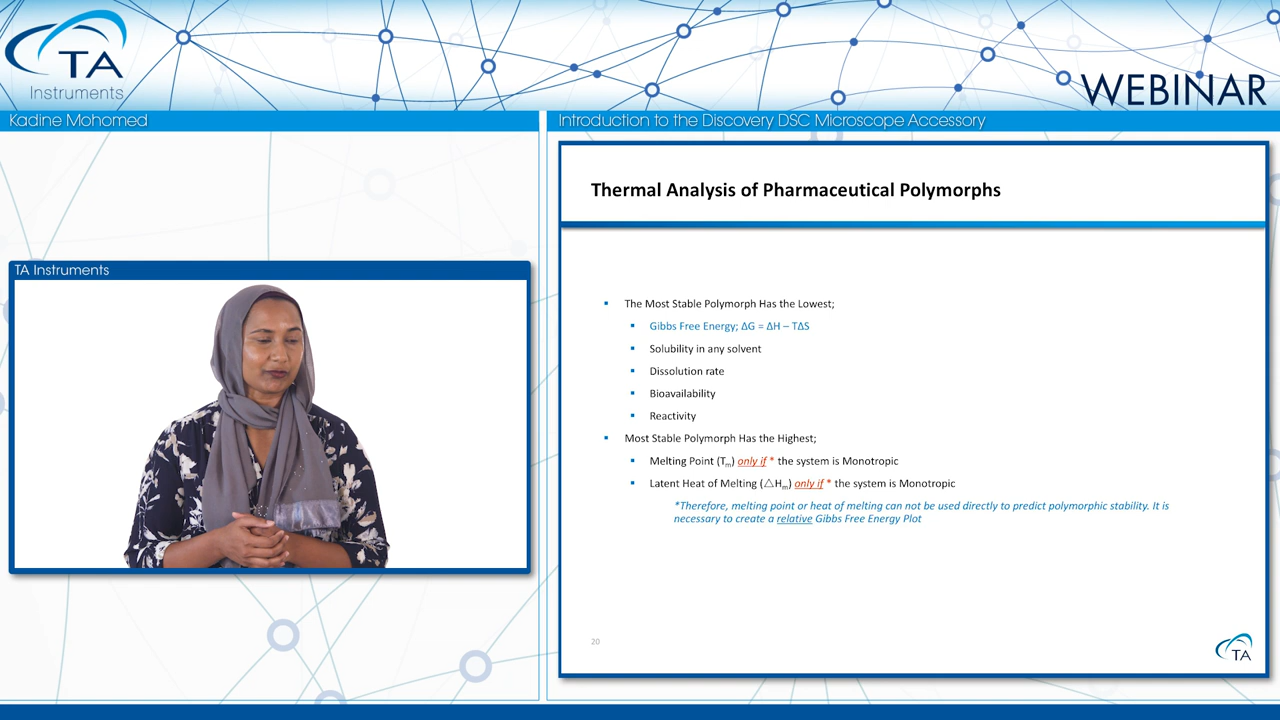 TA
Instruments
WEBINAR
Kadine Mohomed
Introduction to the Discovery DSC Microscope Accessory
TA Instruments
Thermal Analysis of Pharmaceutical Polymorphs
The Most Stable Polymorph Has the Lowest;
Gibbs Free Energy; ΔG = ΔH – TΔS
Solubility in any solvent
Dissolution rate
Bioavailability
Reactivity
Most Stable Polymorph Has the Highest;
Melting Point (Tm) only if * the system is Monotropic
Latent Heat of Melting (△Hm) only if * the system is Monotropic
*Therefore, melting point or heat of melting can not be used directly to predict polymorphic stability. It is
necessary to create a relative Gibbs Free Energy Plot
20
TA